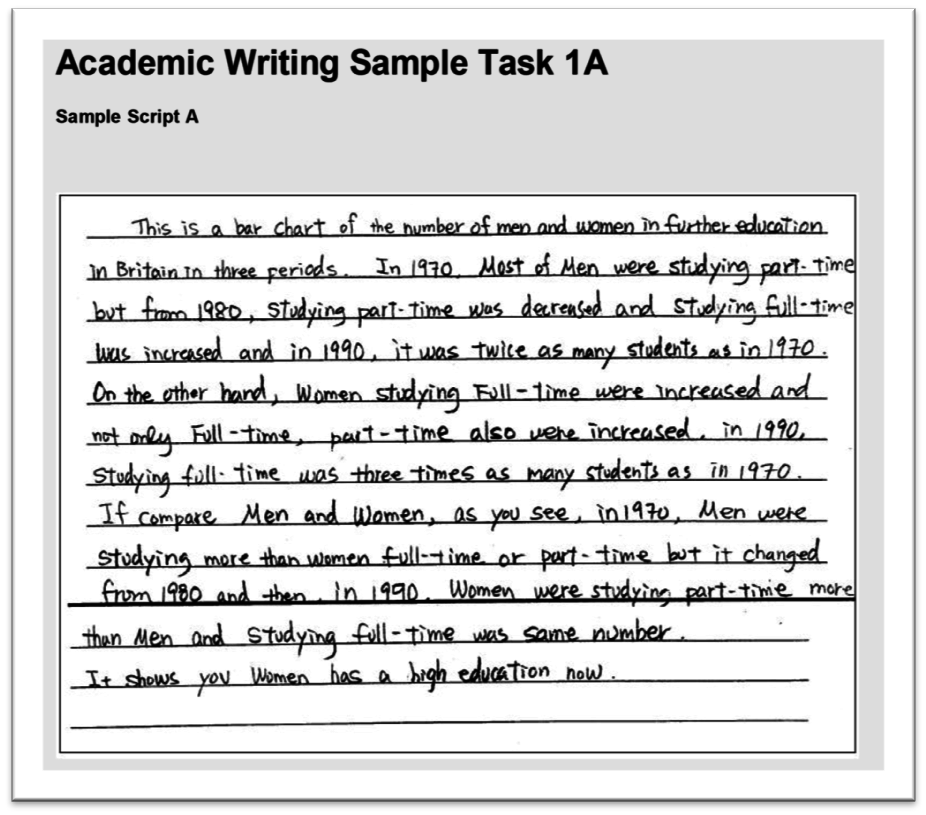 Academic Writing Sample Task 1A
Sample Script A
This is a bar chart of the number of men and women in further education
in Britain in three periods. In 1970, Most of Men were studying part-time
but from 1980, studying part-time was decreased and studying full-time
was increased and in 1990, it was twice as many students as in 1970.
On the other hand, Women studying Full-time were increased and
not only Full-time, part-time also were increased. in 1990,
studying full-time was three times as many students as in 1970.
If compare Men and Women, as you see, in 1970, Men were
studying more than women full-time or part-time but it changed
from 1980 and then, in 1990, Women were studying part-time more
than Men and studying full-time was same number.
It shows you Women has a high education now.